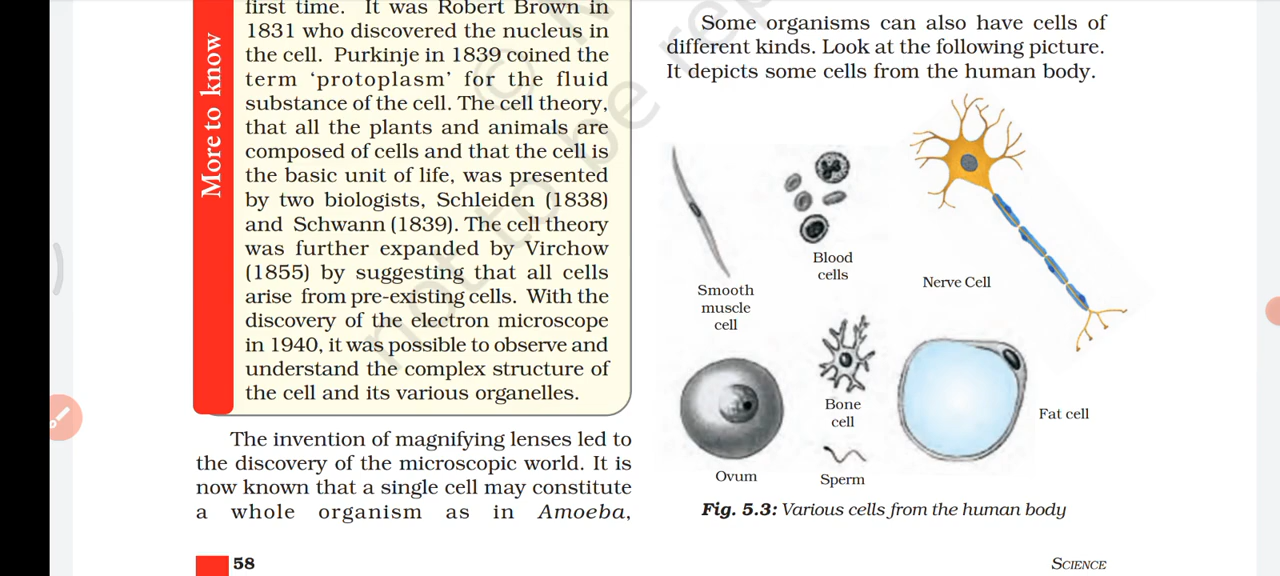 More to know
first time. It was Robert Brown in
1831 who discovered the nucleus in
the cell. Purkinje in 1839 coined the
term ‘protoplasm’ for the fluid
substance of the cell. The cell theory,
that all the plants and animals are
composed of cells and that the cell is
the basic unit of life, was presented
by two biologists, Schleiden (1838)
and Schwann (1839). The cell theory
was further expanded by Virchow
(1855) by suggesting that all cells
arise from pre-existing cells. With the
discovery of the electron microscope
in 1940, it was possible to observe and
understand the complex structure of
the cell and its various organelles.
The invention of magnifying lenses led to
the discovery of the microscopic world. It is
now known that a single cell may constitute
a whole organism as in Amoeba,
Some organisms can also have cells of
different kinds. Look at the following picture.
It depicts some cells from the human body.
Smooth
muscle
cell
Blood
cells
Nerve Cell
Ovum
Bone
cell
Sperm
Fat cell
Fig. 5.3: Various cells from the human body
58
SCIENCE
not to be rep